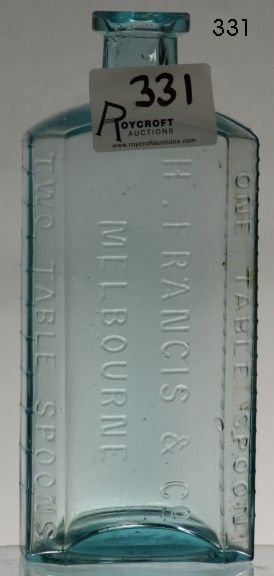 331
331
ROYCROFT
AUCTIONS
www.roycroftauctions.com
ONE TABLE SPOON
H. FRANCIS & Co
MELBOURNE
TWO TABLE SPOONS